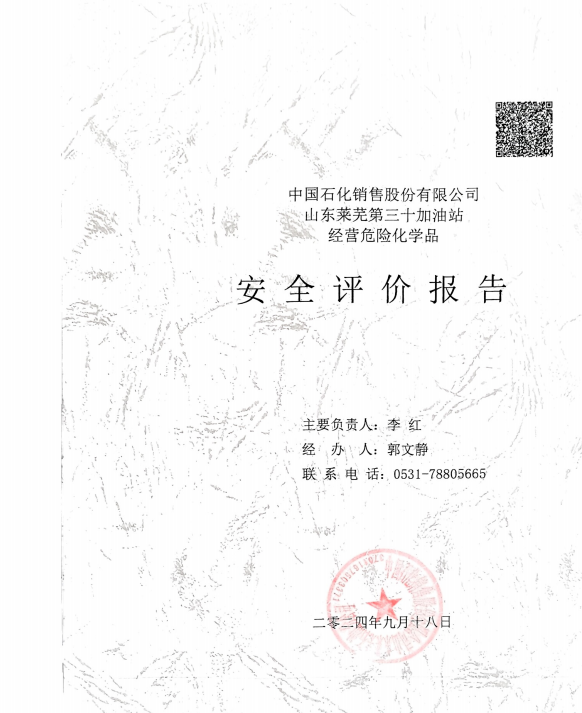 中国石化销售股份有限公司
山东莱芜第三十加油站
经营危险化学品
安全评价报告
主要负责人：李 红
经 办 人：郭文静
联 系 电 话：0531-78805665
二零二四年九月十八日